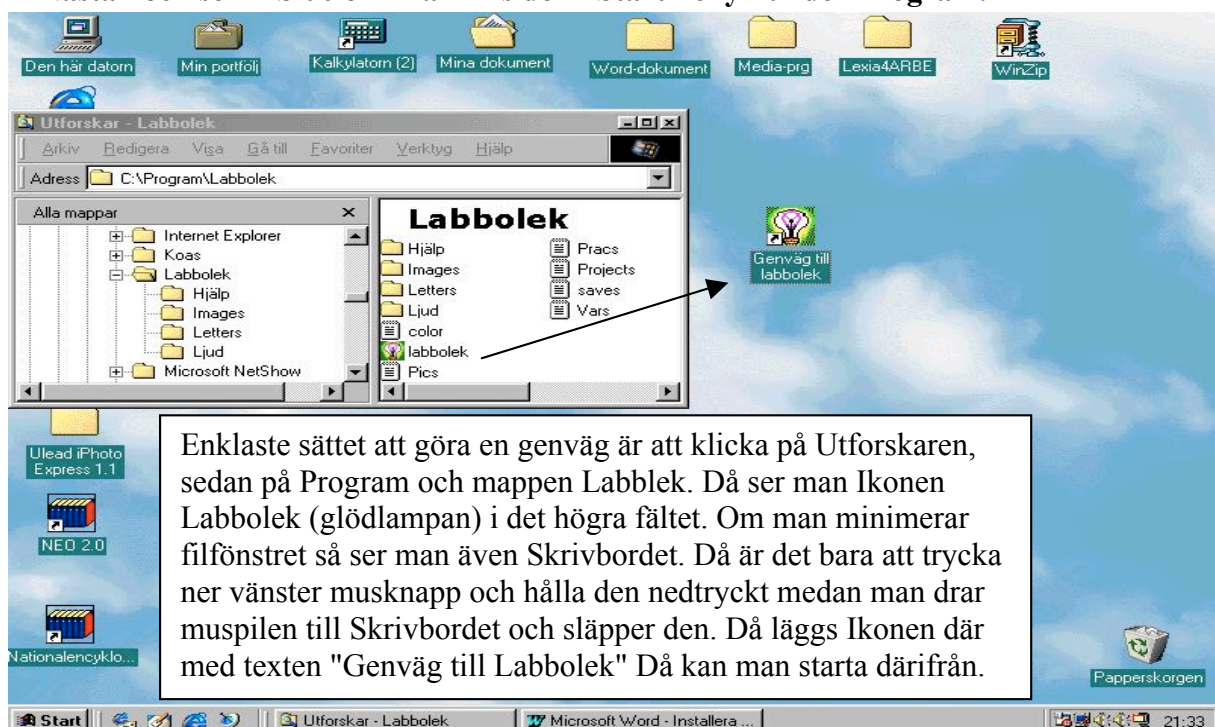 Den här datorn
Min portfölj
Kalkylatorn (2)
Mina dokument
Word-dokument
Media-prg
Lexia4ARBE
WinZip
Utforskar - Labbolek
Arkiv Redigera Visa Gå till Favoriter Verktyg Hjälp
Adress C:\Program\Labbolek
Alla mappar
Internet Explorer
Koas
Labbolek
Hjälp
Images
Letters
Ljud
Microsoft NetShow
Labbolek
Hjälp
Images
Letters
Ljud
color
labbolek
Pics
Pracs
Projects
saves
Vars
Genväg till
labbolek
Ulead iPhoto
Express 1.1
NEO 2.0
Nationalencyklo...
Enklaste sättet att göra en genväg är att klicka på Utforskaren,
sedan på Program och mappen Labblek. Då ser man Ikonen
Labbolek (glödlampan) i det högra fältet. Om man minimerar
filfönstret så ser man även Skrivbordet. Då är det bara att trycka
ner vänster musknapp och hålla den nedtryckt medan man drar
muspilen till Skrivbordet och släpper den. Då läggs Ikonen där
med texten "Genväg till Labbolek" Då kan man starta därifrån.
Papperskorgen
Start
Utforskar - Labbolek
Microsoft Word - Installera ...
21:33